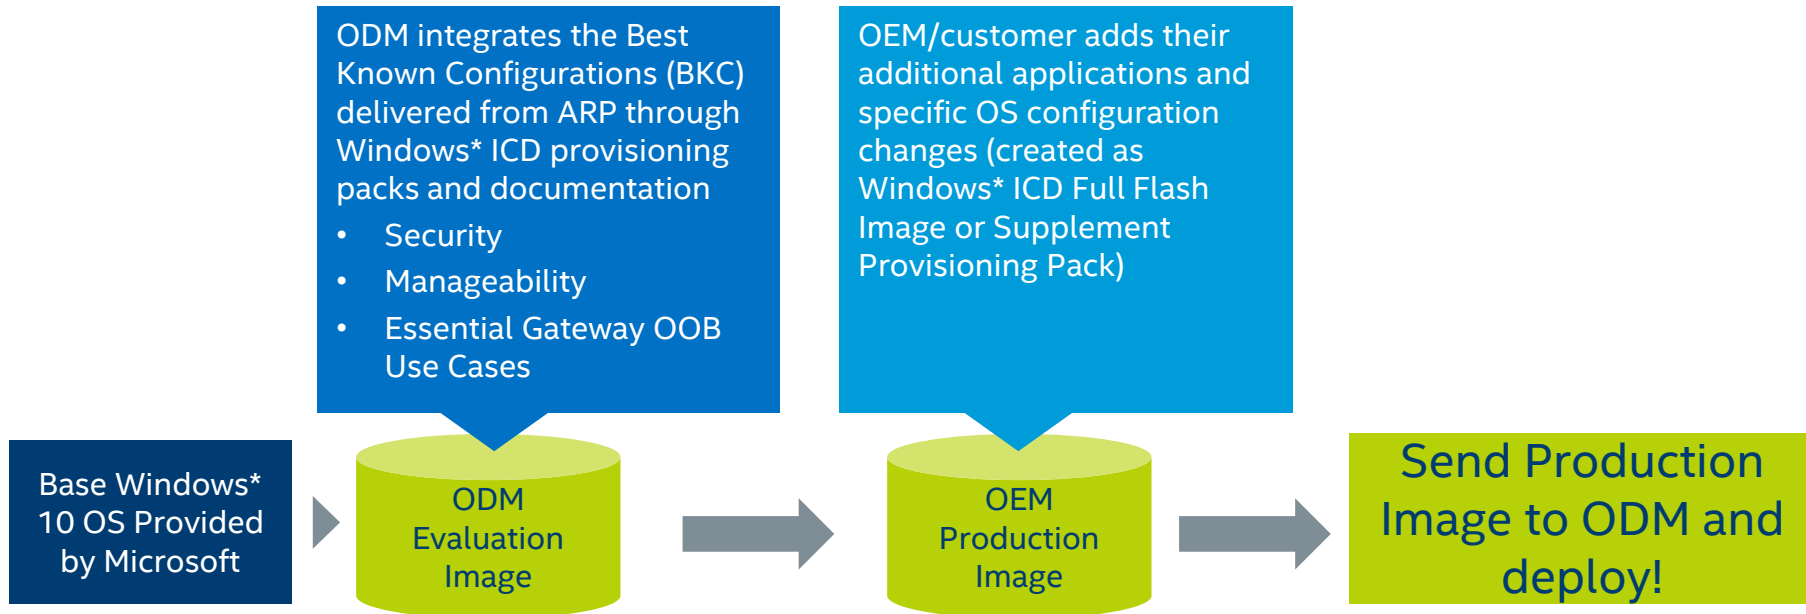 ODM integrates the Best
Known Configurations (BKC)
delivered from ARP through
Windows* ICD provisioning
packs and documentation
• Security
• Manageability
• Essential Gateway OOB
Use Cases
OEM/customer adds their
additional applications and
specific OS configuration
changes (created as
Windows* ICD Full Flash
Image or Supplement
Provisioning Pack)
Base Windows*
10 OS Provided
by Microsoft
ODM
Evaluation
Image
OEM
Production
Image
Send Production
Image to ODM and
deploy!